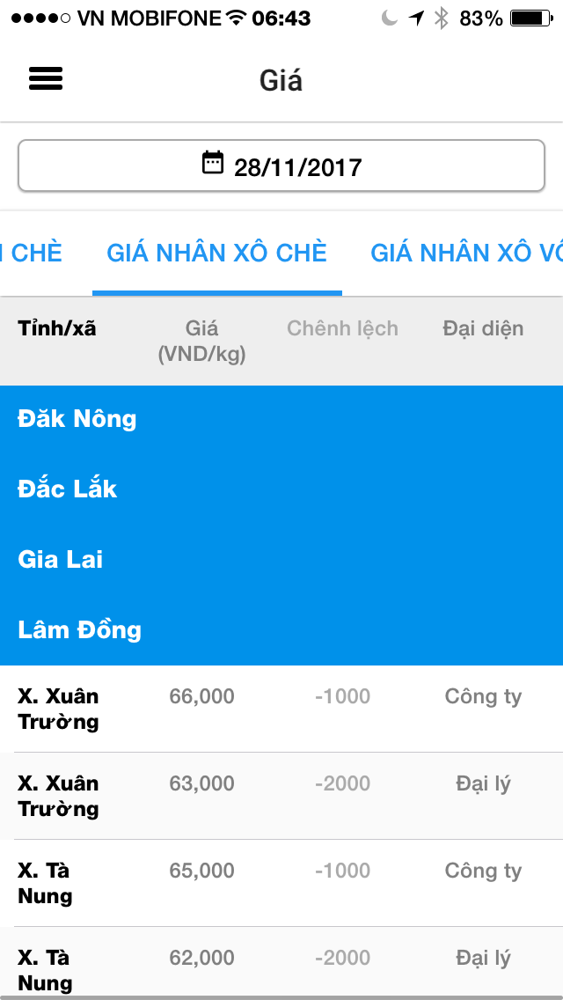 VN MOBIFONE 06:43 83%
Giá
28/11/2017
CHÈ GIÁ NHÂN XÔ CHÈ GIÁ NHÂN XÔ VỐ
Tỉnh/xã Giá Chênh lệch Đại diện
(VND/kg)
Đăk Nông
Đắc Lắk
Gia Lai
Lâm Đồng
X. Xuân 66,000 -1000 Công ty
Trường
X. Xuân 63,000 -2000 Đại lý
Trường
X. Tà 65,000 -1000 Công ty
Nung
X. Tà 62,000 -2000 Đại lý
Nung